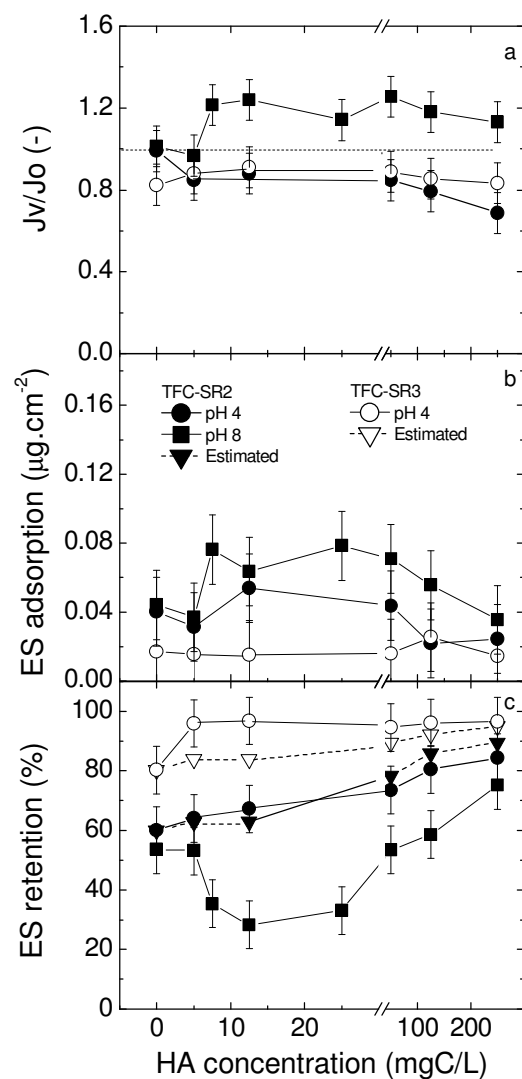 1.6
a
1.2
0.8
0.4
0.0
Jv/Jo (-)
b
0.16
0.12
0.08
0.04
0.00
ES adsorption (µg.cm⁻²)
TFC-SR2
pH 4
pH 8
Estimated
TFC-SR3
pH 4
Estimated
c
100
80
60
40
20
0
ES retention (%)
0 10 20 100 200
HA concentration (mgC/L)